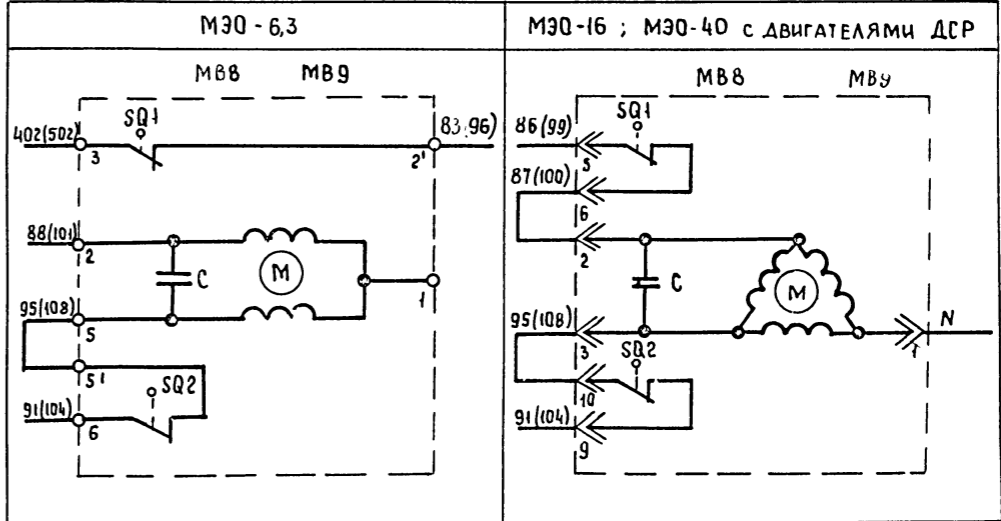 МЭО - 6,3
МВ8 МВ9
SQ1
402(502)
3
2'
83(96)
88(101)
2
C
М
1
95(108)
5
5'
SQ2
91(104)
6
МЭО-16 ; МЭО-40 с двигателями ДСР
МВ8 МВ9
SQ1
86(99)
5
87(100)
6
2
C
М
95(108)
3
N
1
SQ2
10
91(104)
9